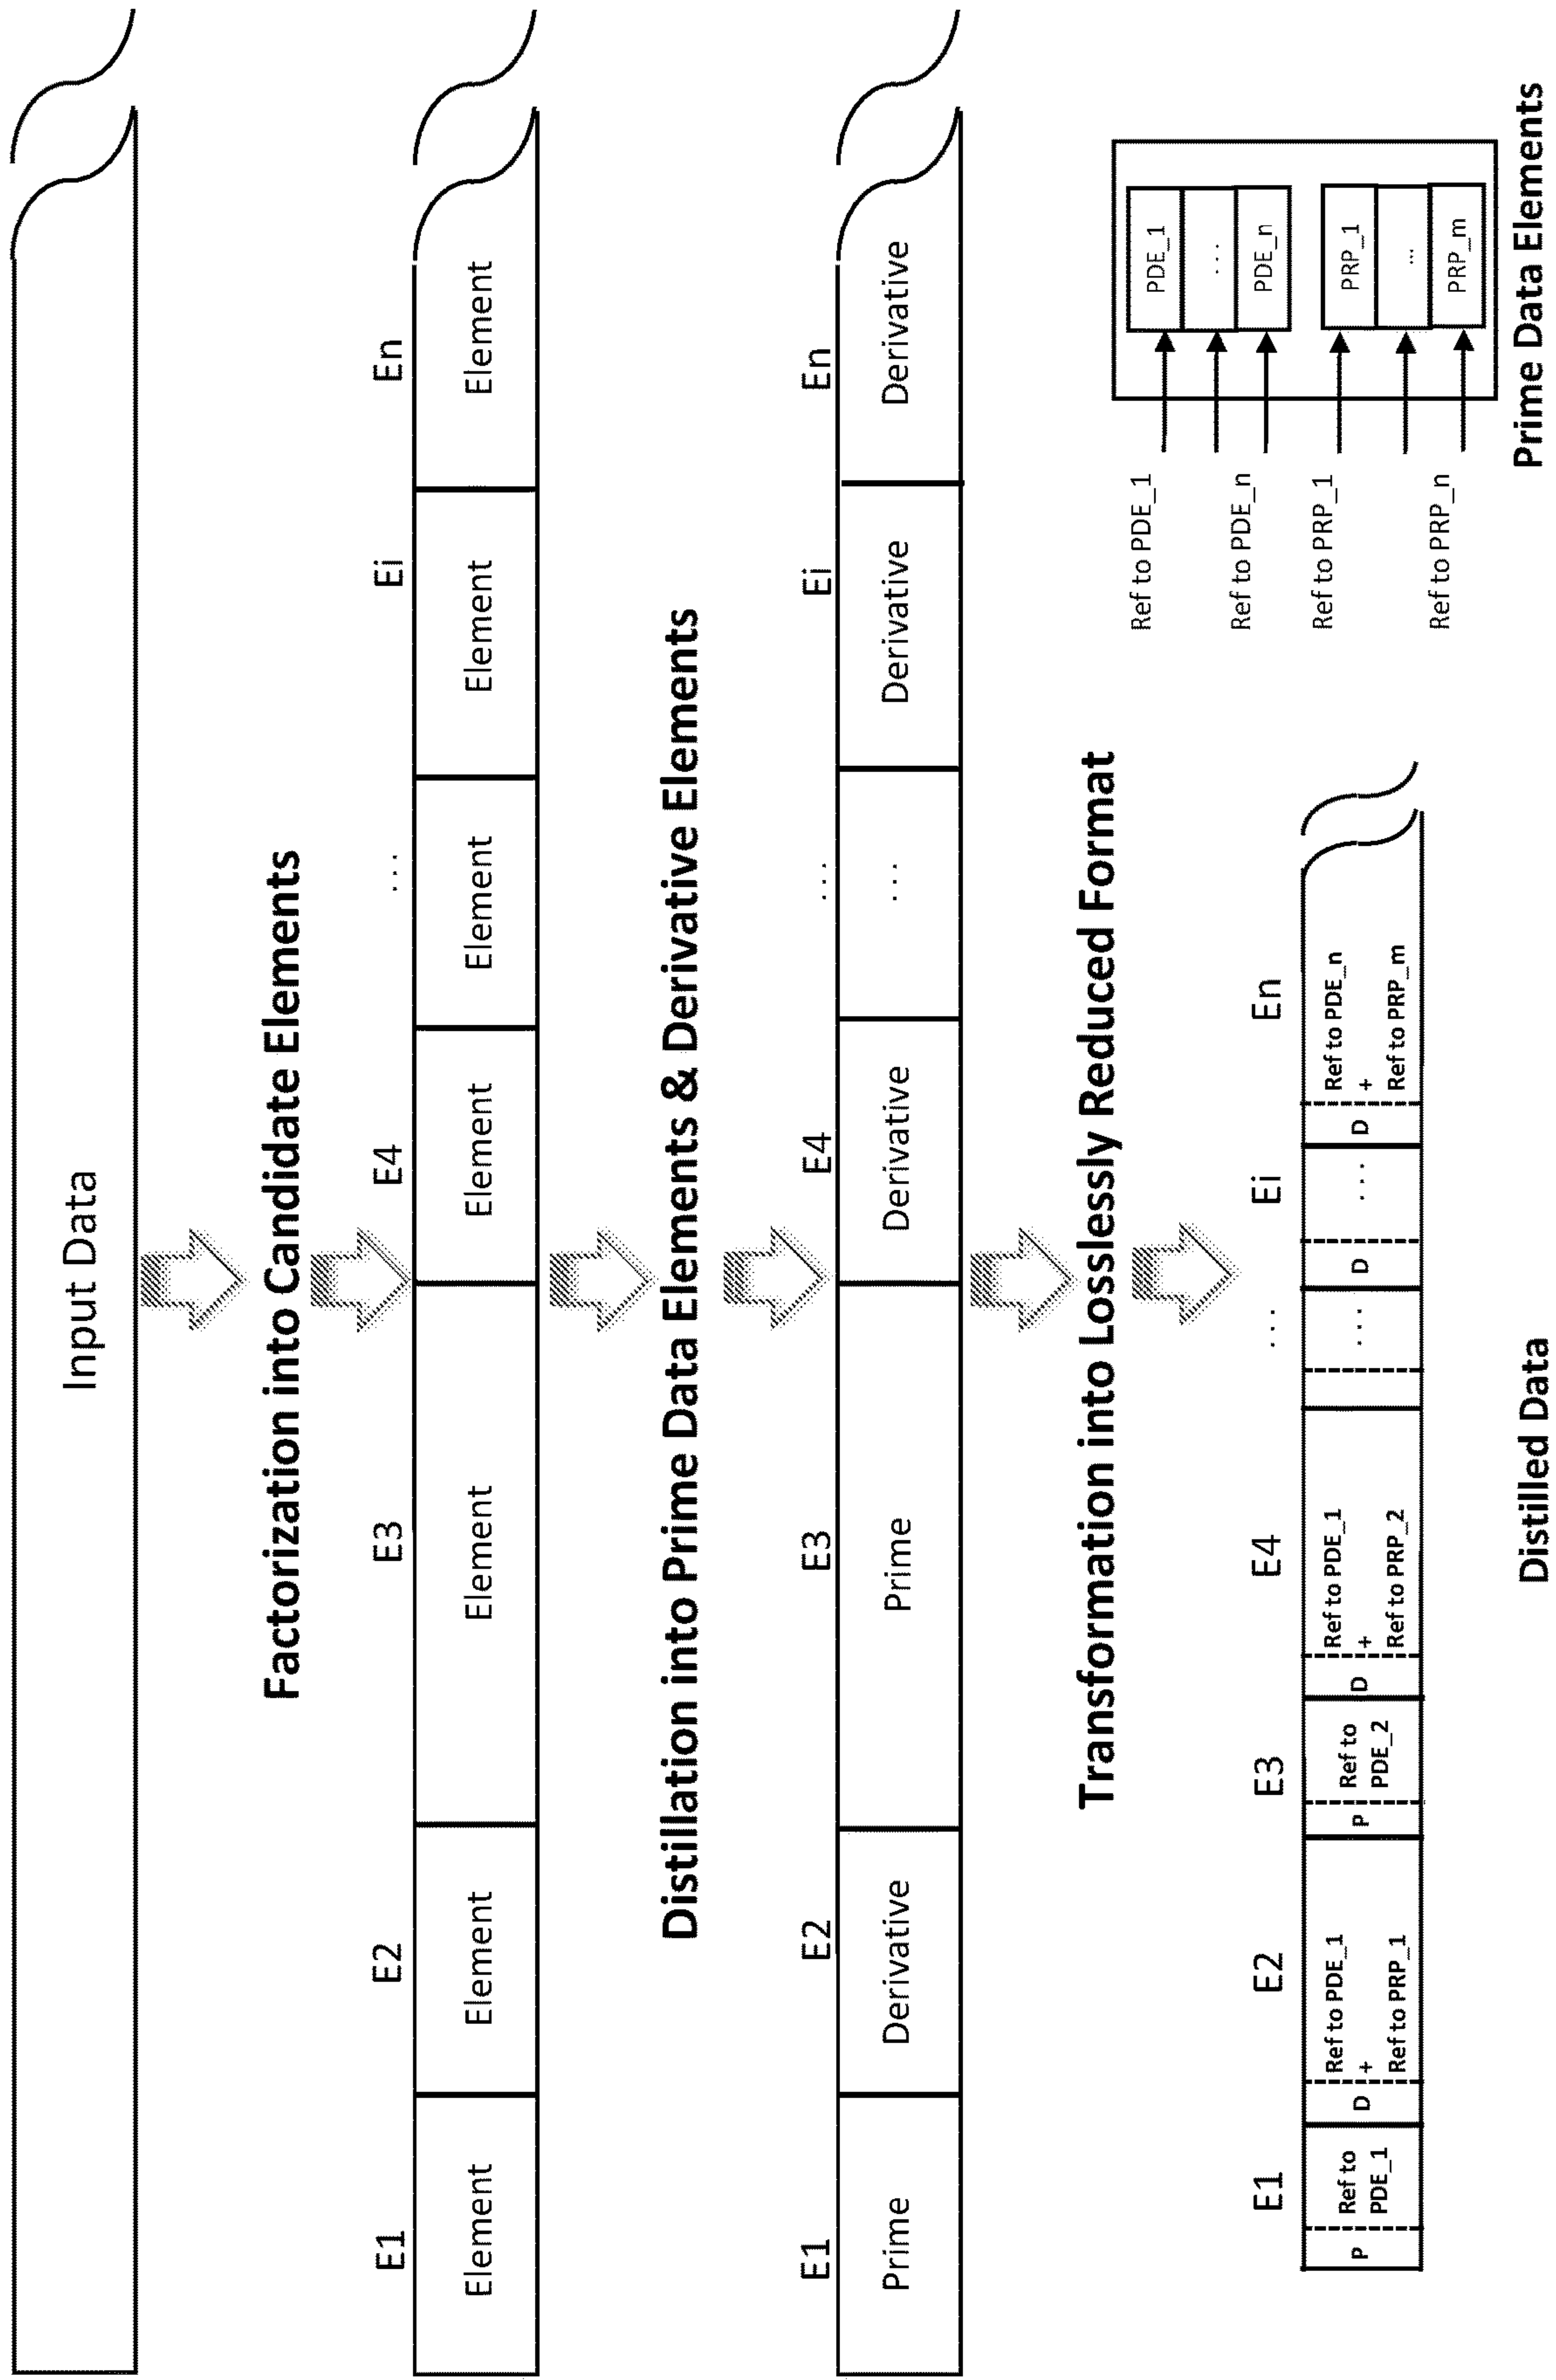 Input Data
Factorization into Candidate Elements
E1 E2 E3 E4 ... Ei En
Element Element Element Element Element Element Element
Distillation into Prime Data Elements & Derivative Elements
E1 E2 E3 E4 ... Ei En
Prime Derivative Prime Derivative ... Derivative Derivative
Transformation into Losslessly Reduced Format
E1 E2 E3 E4 ... Ei En
P Ref to PDE_1
D Ref to PDE_1
+
Ref to PRP_1
P Ref to PDE_2
D Ref to PDE_1
+
Ref to PRP_2
...
D ...
D Ref to PDE_n
+
Ref to PRP_m
Distilled Data
Ref to PDE_1 PDE_1
...
Ref to PDE_n PDE_n
Ref to PRP_1 PRP_1
...
Ref to PRP_n PRP_m
Prime Data Elements